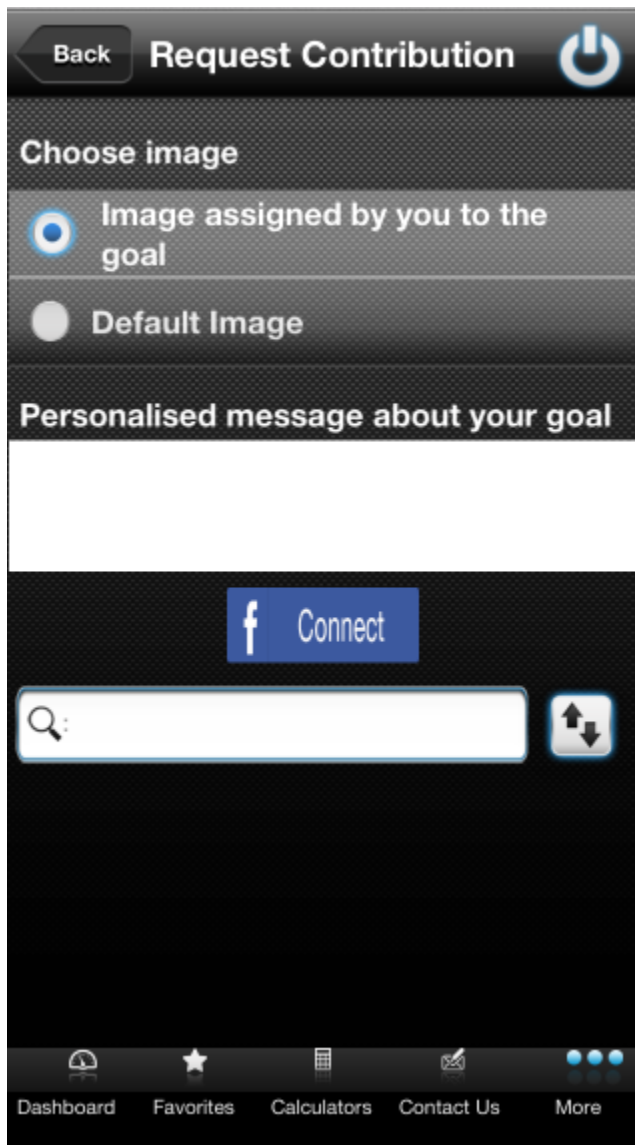 Back
Request Contribution
Choose image
Image assigned by you to the
goal
Default Image
Personalised message about your goal
f Connect
:
Dashboard Favorites Calculators Contact Us More